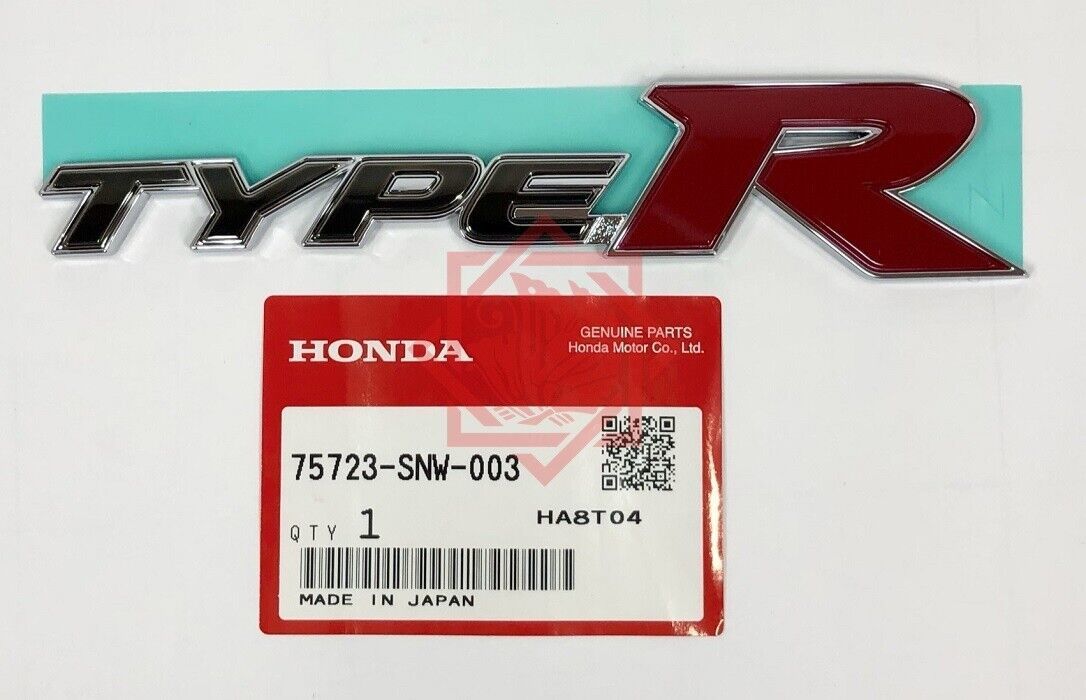 TYPE R
HONDA
GENUINE PARTS
Honda Motor Co., Ltd.
75723-SNW-003
QTY 1
HA8T04
MADE IN JAPAN